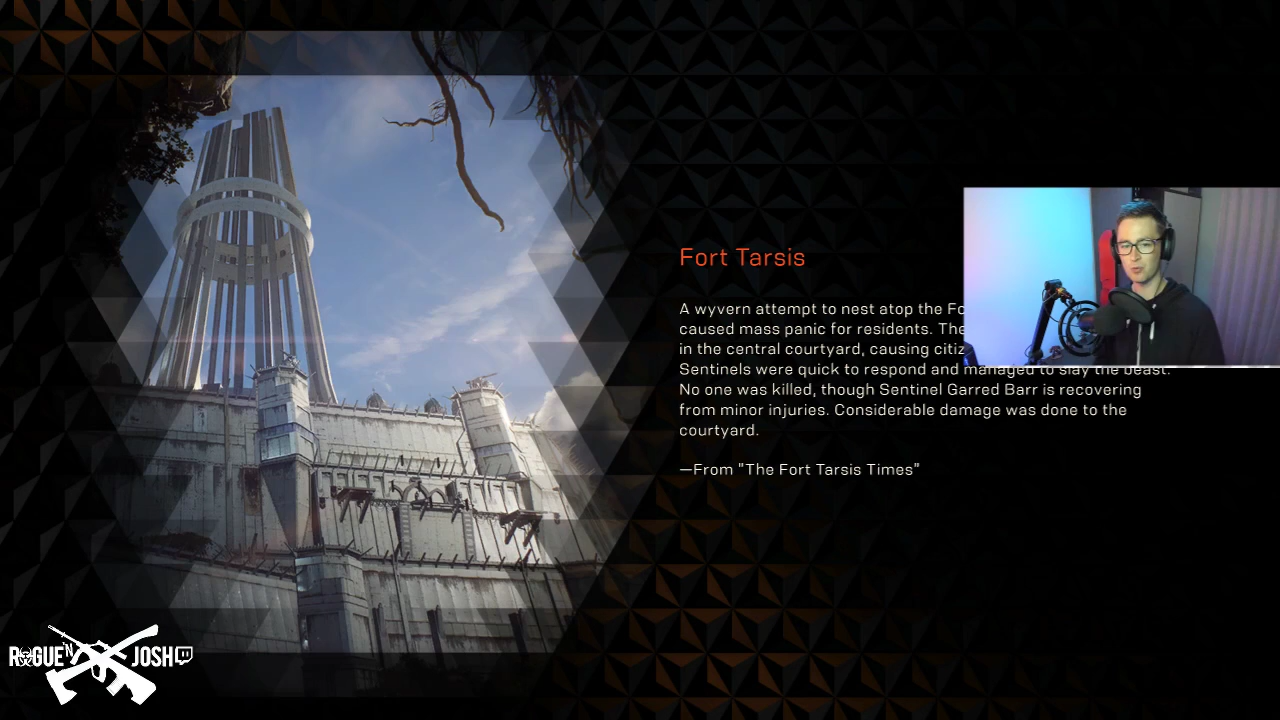 Fort Tarsis
A wyvern attempt to nest atop the
caused mass panic for residents. The
in the central courtyard, causing
Sentinels were quick to respond and managed to slay the beast.
No one was killed, though Sentinel Garred Barr is recovering
from minor injuries. Considerable damage was done to the
courtyard.
—From "The Fort Tarsis Times"
ROGUE 'N JOSH